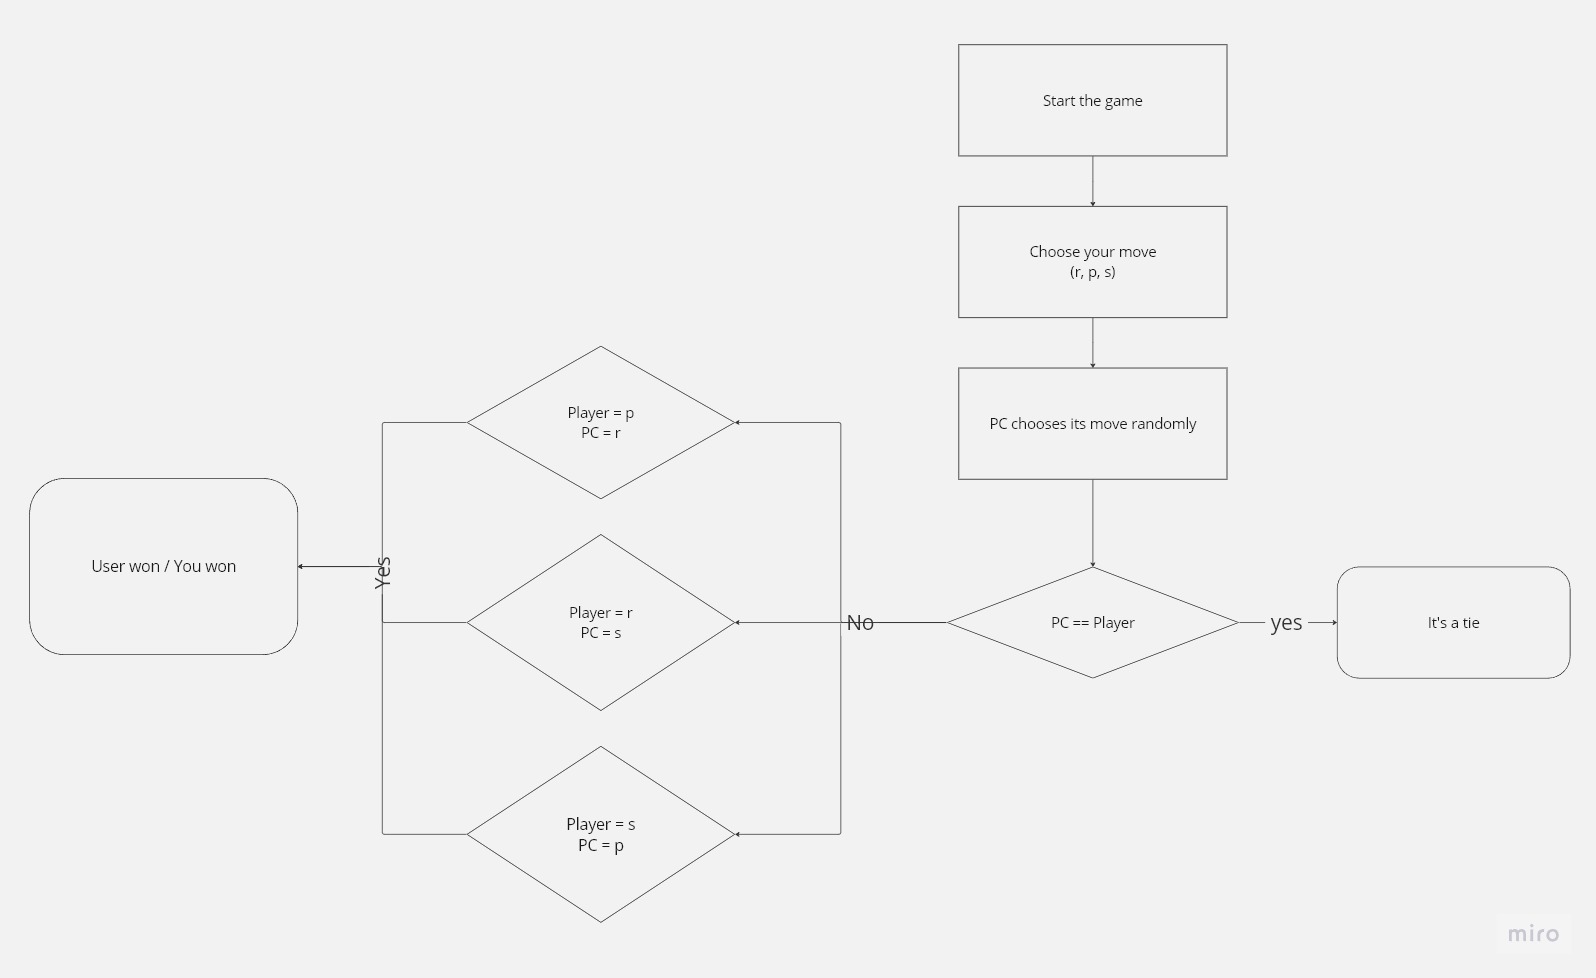 Start the game
Choose your move
(r, p, s)
PC chooses its move randomly
Player = p
PC = r
User won / You won
Yes
Player = r
PC = s
No
PC == Player
yes
It's a tie
Player = s
PC = p
miro